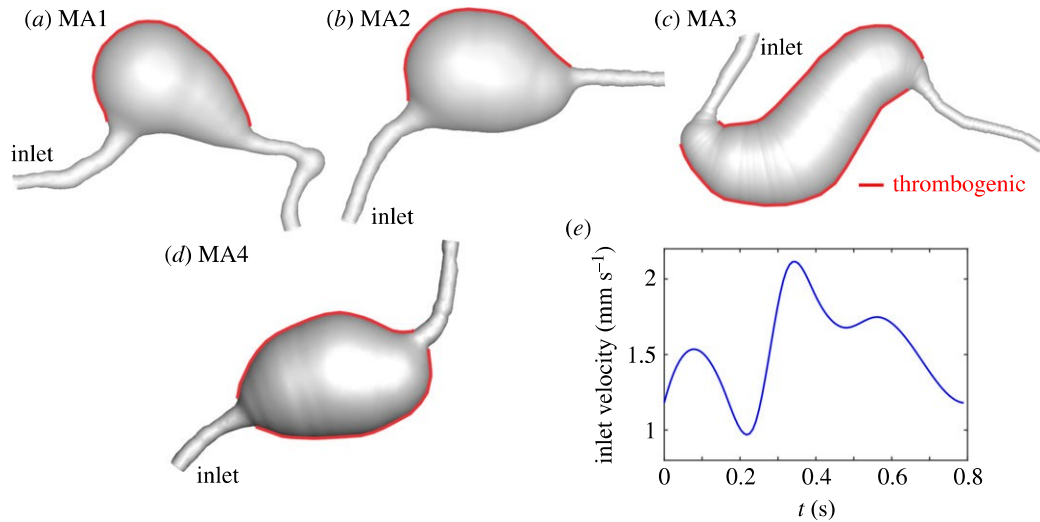 (a) MA1
(b) MA2
(c) MA3
inlet
inlet
inlet
thrombogenic
(d) MA4
inlet
(e)
inlet velocity (mm s⁻¹)
2
1.5
1
0 0.2 0.4 0.6 0.8
t (s)